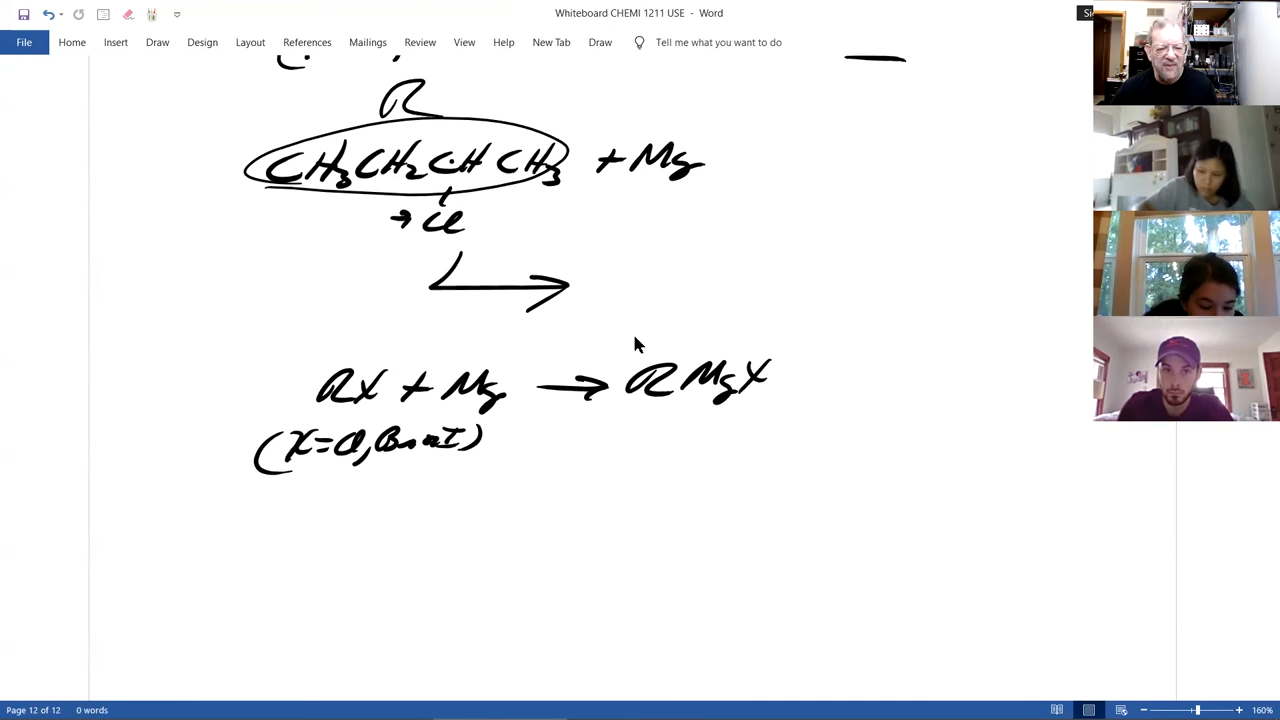 Whiteboard CHEMI 1211 USE - Word
File Home Insert Draw Design Layout References Mailings Review View Help New Tab Draw Tell me what you want to do
R
CH3CH2CHCH3 + Mg
→ Cl
RX + Mg → RMgX
(X=Cl, Br or I)
Page 12 of 12 0 words 160%